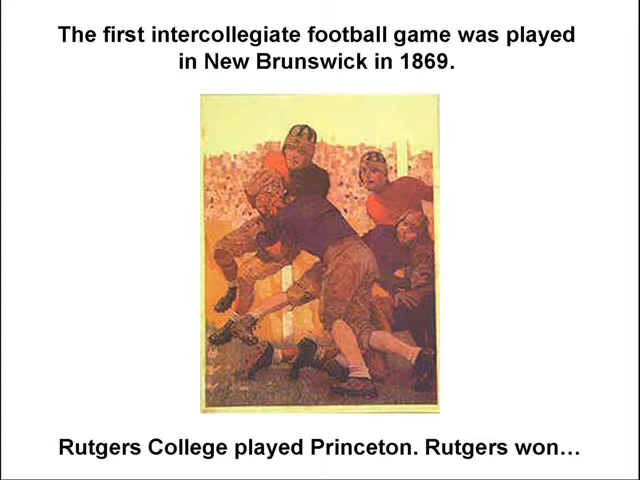 The first intercollegiate football game was played
in New Brunswick in 1869.
Rutgers College played Princeton. Rutgers won…